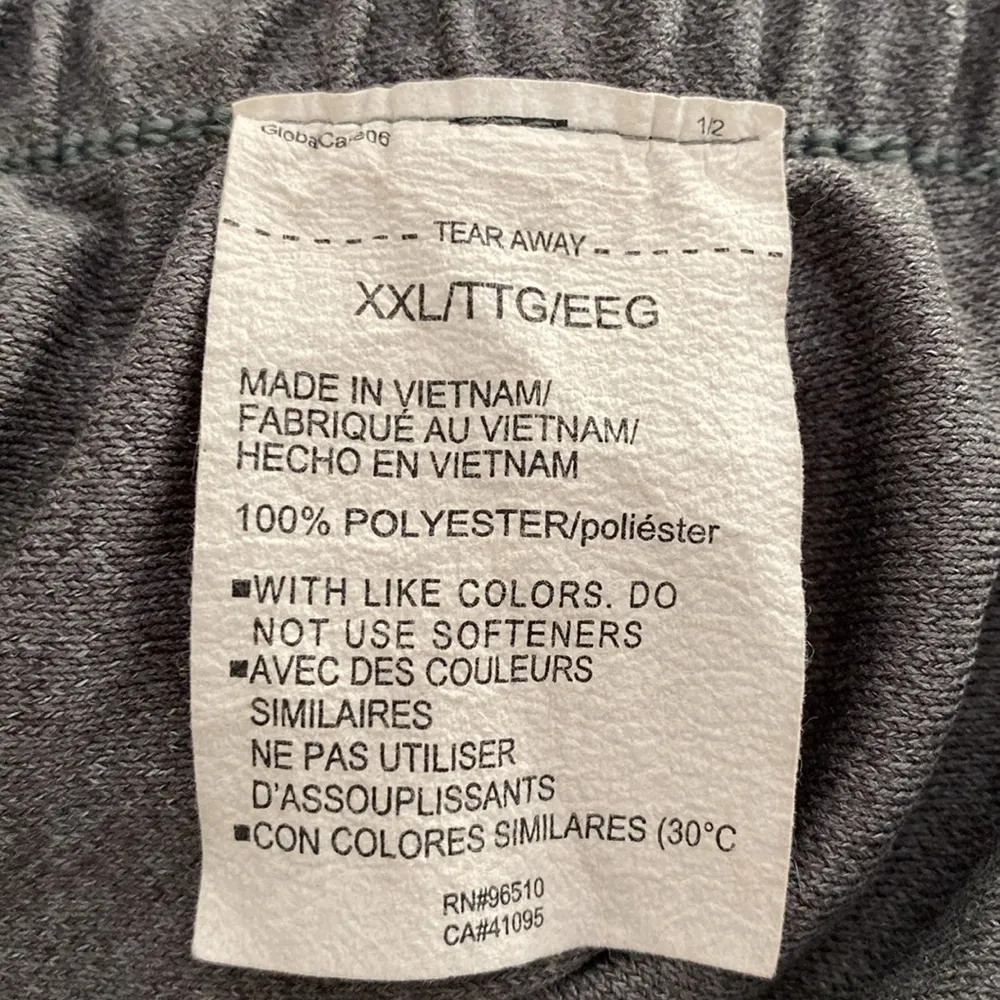 GlobaCare06
1/2
TEAR AWAY
XXL/TTG/EEG
MADE IN VIETNAM/
FABRIQUÉ AU VIETNAM/
HECHO EN VIETNAM
100% POLYESTER/poliéster
▪WITH LIKE COLORS. DO
NOT USE SOFTENERS
▪AVEC DES COULEURS
SIMILAIRES
NE PAS UTILISER
D'ASSOUPLISSANTS
▪CON COLORES SIMILARES (30°C
RN#96510
CA#41095